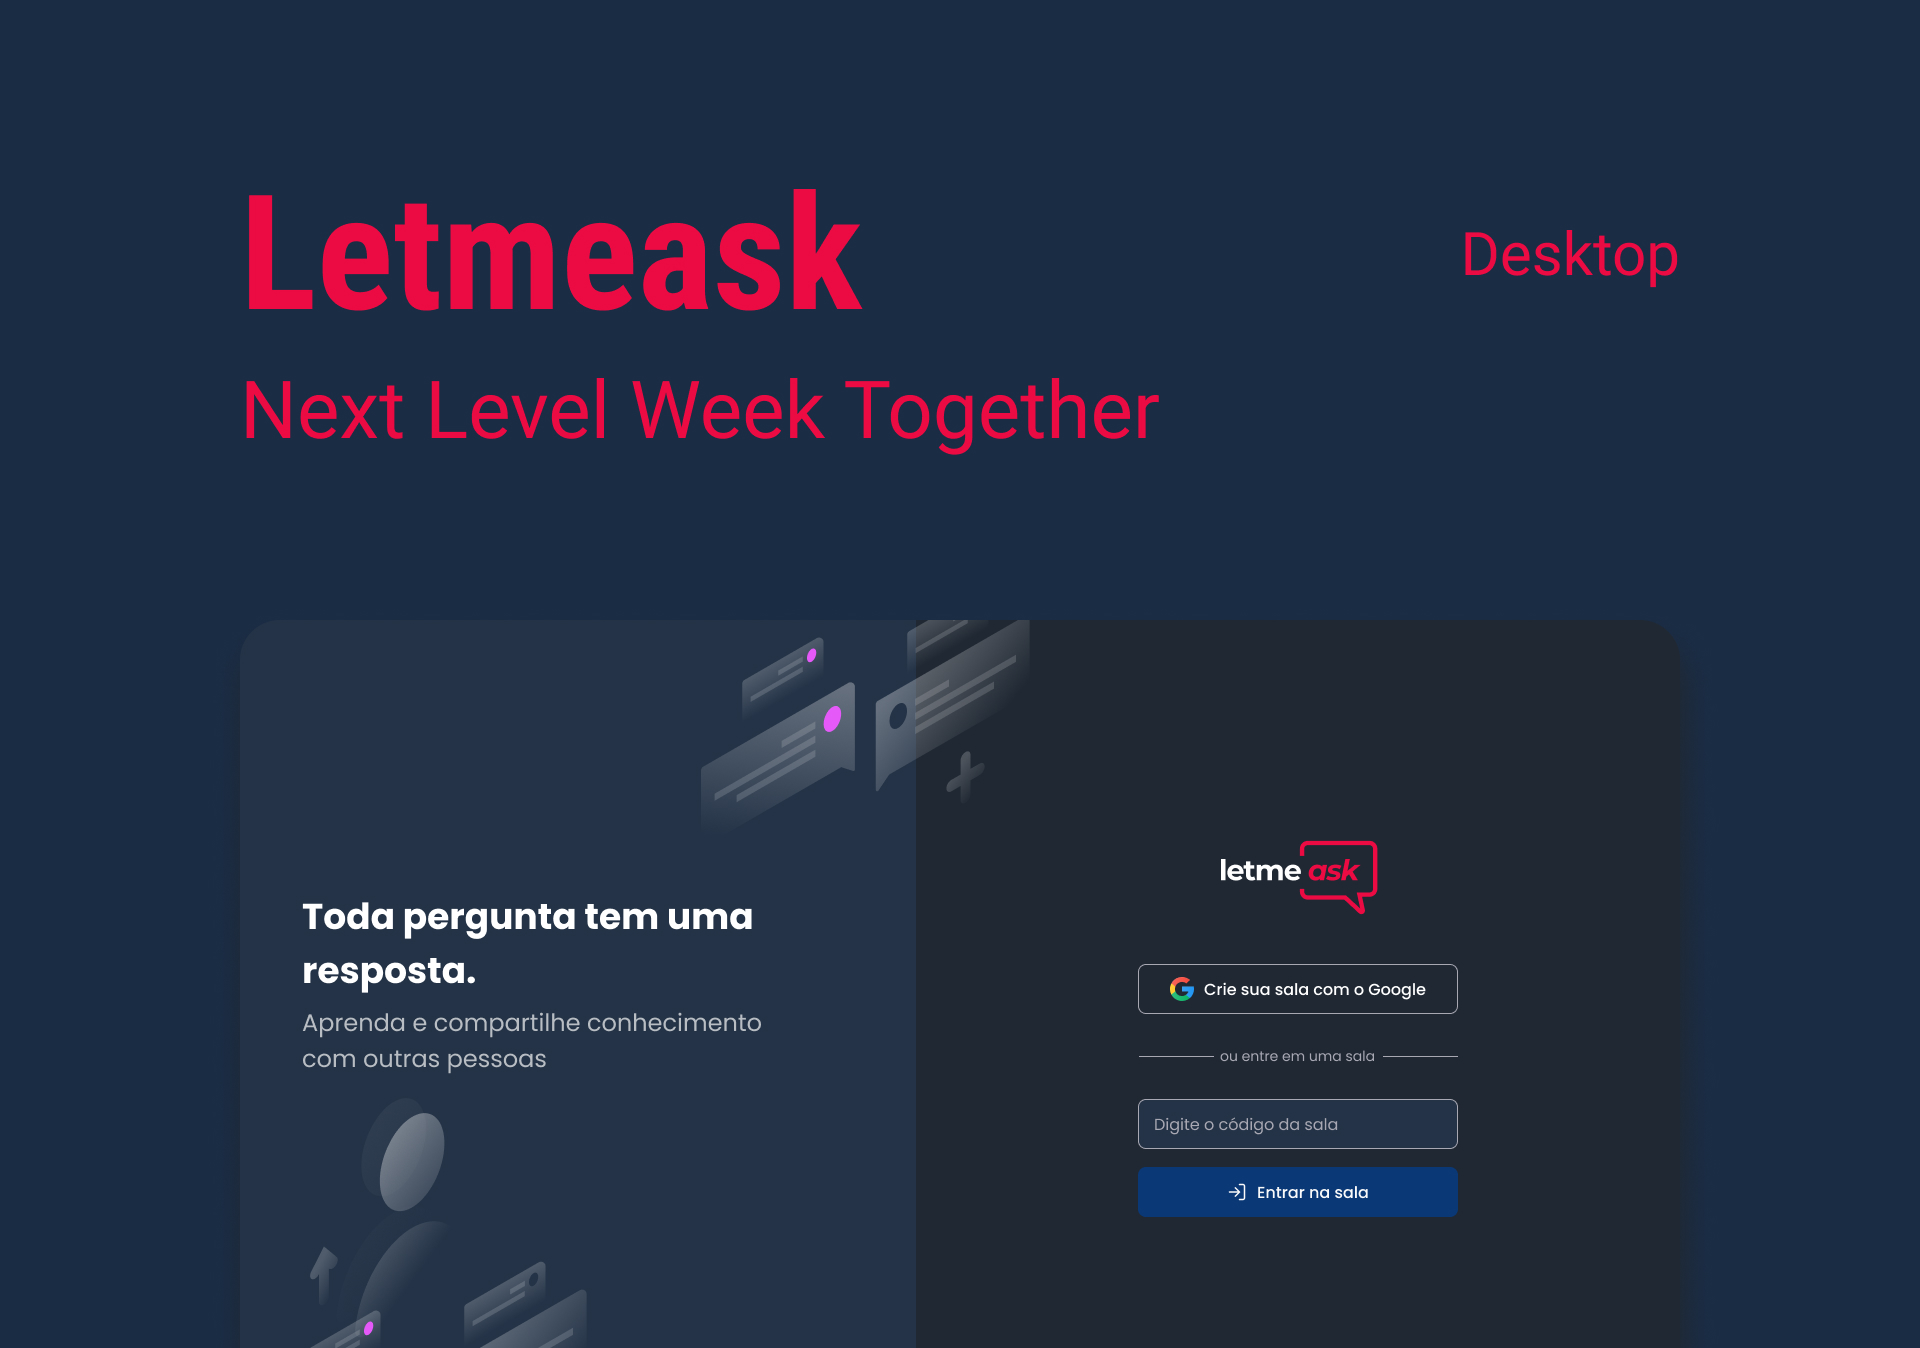 Letmeask
Desktop
Next Level Week Together
Toda pergunta tem uma
resposta.
Aprenda e compartilhe conhecimento
com outras pessoas
letme ask
Crie sua sala com o Google
ou entre em uma sala
Digite o código da sala
Entrar na sala